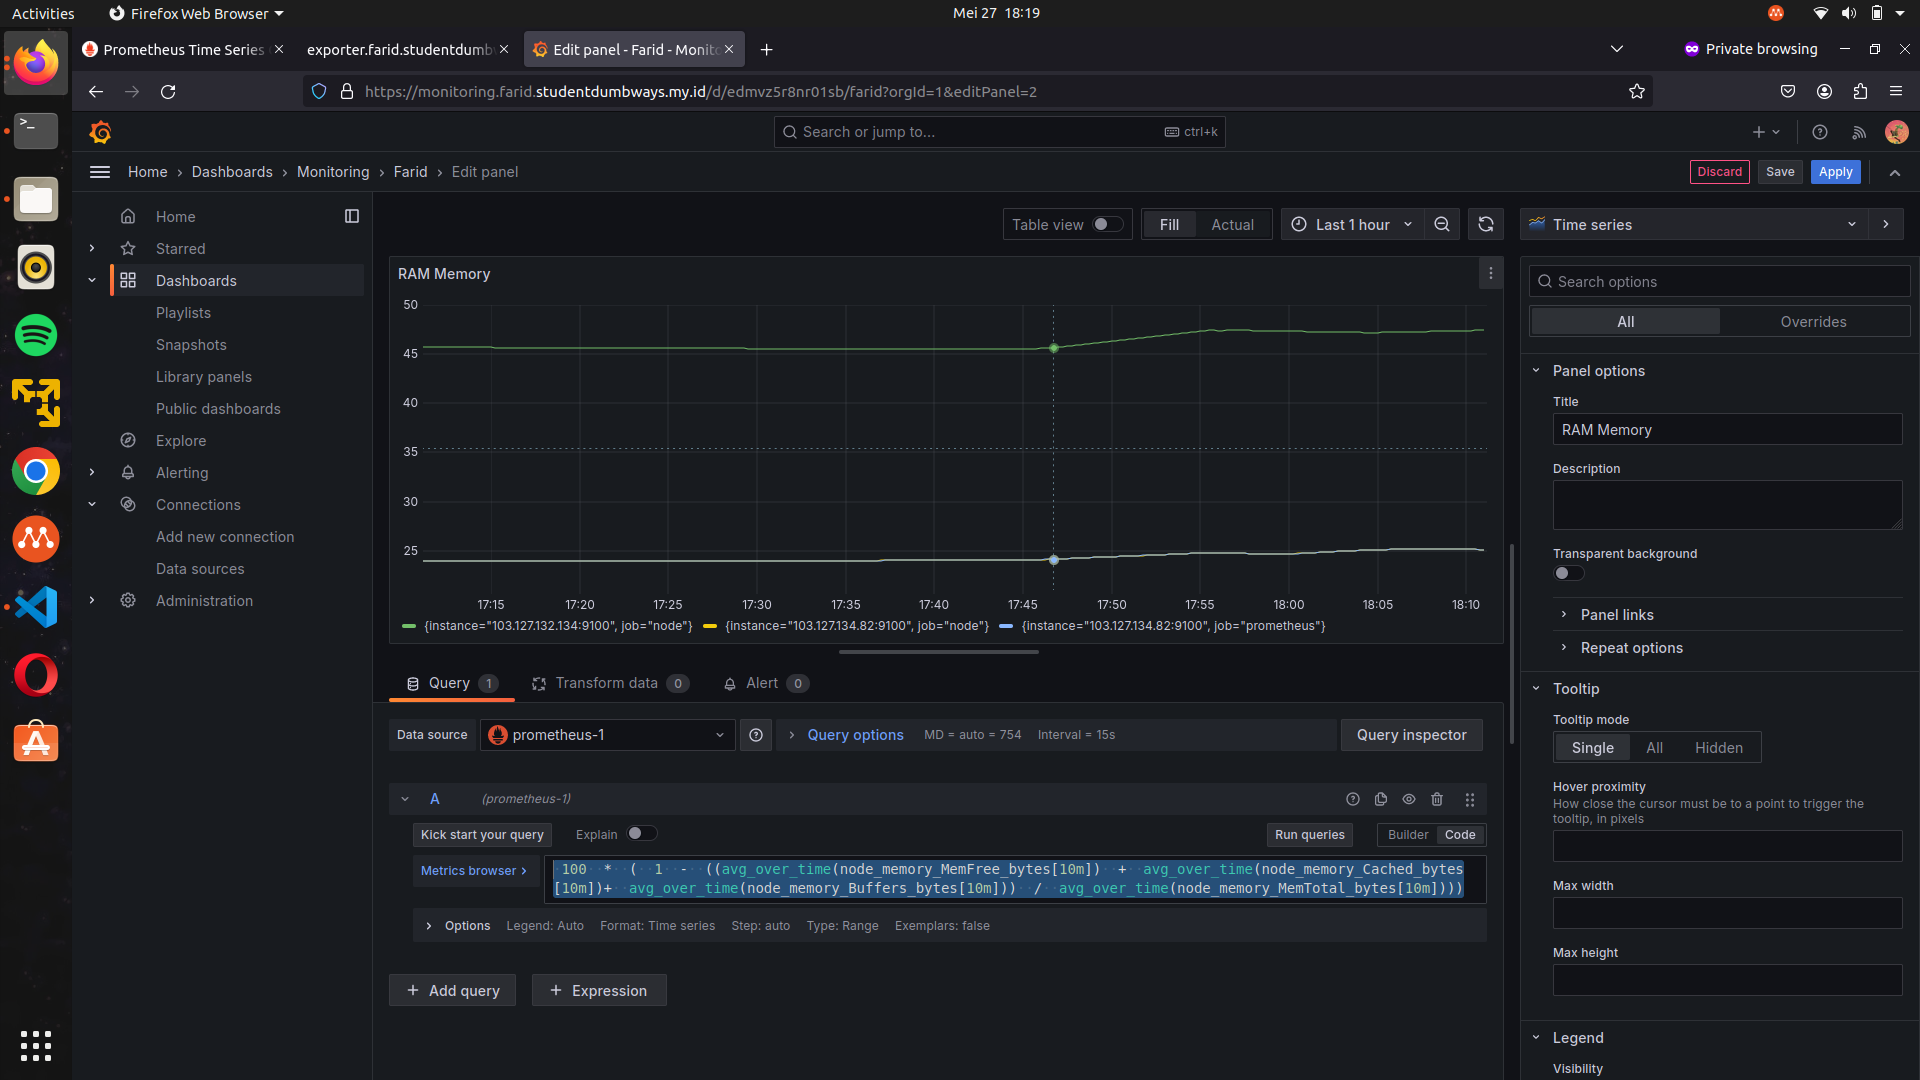 Activities
Firefox Web Browser
Mei 27 18:19
Prometheus Time Series
exporter.farid.studentdumbw
Edit panel - Farid - Monito
Private browsing
https://monitoring.farid.studentdumbways.my.id/d/edmvz5r8nr01sb/farid?orgId=1&editPanel=2
Search or jump to...
ctrl+k
Home › Dashboards › Monitoring › Farid › Edit panel
Discard
Save
Apply
Home
Starred
Dashboards
Playlists
Snapshots
Library panels
Public dashboards
Explore
Alerting
Connections
Add new connection
Data sources
Administration
Table view
Fill
Actual
Last 1 hour
Time series
RAM Memory
50
45
40
35
30
25
17:15
17:20
17:25
17:30
17:35
17:40
17:45
17:50
17:55
18:00
18:05
18:10
{instance="103.127.132.134:9100", job="node"}
{instance="103.127.134.82:9100", job="node"}
{instance="103.127.134.82:9100", job="prometheus"}
Query 1
Transform data 0
Alert 0
Data source
prometheus-1
Query options
MD = auto = 754
Interval = 15s
Query inspector
A
(prometheus-1)
Kick start your query
Explain
Run queries
Builder
Code
Metrics browser
100 * ( 1 - ((avg_over_time(node_memory_MemFree_bytes[10m]) + avg_over_time(node_memory_Cached_bytes
[10m])+ avg_over_time(node_memory_Buffers_bytes[10m])) / avg_over_time(node_memory_MemTotal_bytes[10m])))
Options
Legend: Auto
Format: Time series
Step: auto
Type: Range
Exemplars: false
+ Add query
+ Expression
Search options
All
Overrides
Panel options
Title
RAM Memory
Description
Transparent background
Panel links
Repeat options
Tooltip
Tooltip mode
Single
All
Hidden
Hover proximity
How close the cursor must be to a point to trigger the
tooltip, in pixels
Max width
Max height
Legend
Visibility